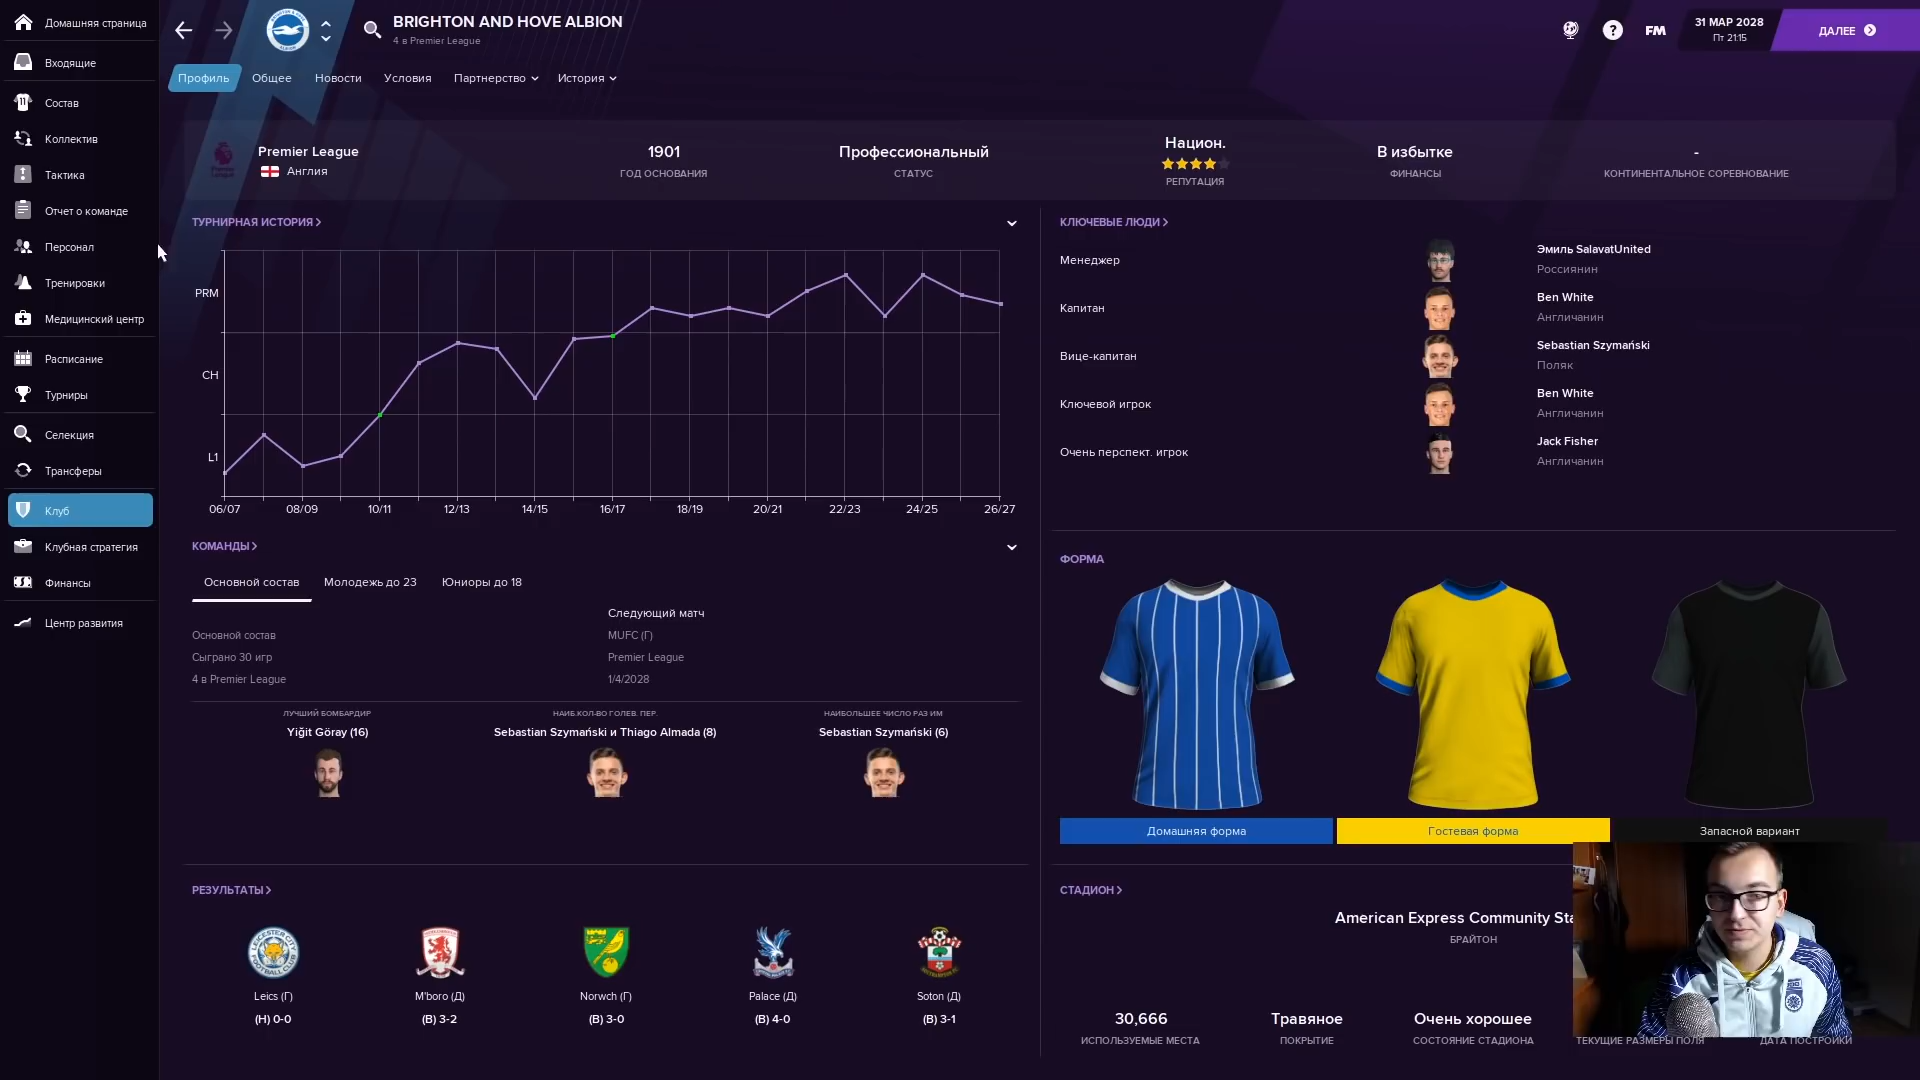 Домашняя страница
Входящие
Состав
Коллектив
Тактика
Отчет о команде
Персонал
Тренировки
Медицинский центр
Расписание
Турниры
Селекция
Трансферы
Клуб
Клубная стратегия
Финансы
Центр развития
BRIGHTON AND HOVE ALBION
4 в Premier League
FM
31 МАР 2028
Пт 21:15
ДАЛЕЕ
Профиль
Общее
Новости
Условия
Партнерство
История
Premier League
Англия
1901
ГОД ОСНОВАНИЯ
Профессиональный
СТАТУС
Национ.
РЕПУТАЦИЯ
В избытке
ФИНАНСЫ
-
КОНТИНЕНТАЛЬНОЕ СОРЕВНОВАНИЕ
ТУРНИРНАЯ ИСТОРИЯ
PRM
CH
L1
06/07
08/09
10/11
12/13
14/15
16/17
18/19
20/21
22/23
24/25
26/27
КЛЮЧЕВЫЕ ЛЮДИ
Менеджер
Эмиль SalavatUnited
Россиянин
Капитан
Ben White
Англичанин
Вице-капитан
Sebastian Szymański
Поляк
Ключевой игрок
Ben White
Англичанин
Очень перспект. игрок
Jack Fisher
Англичанин
КОМАНДЫ
Основной состав
Молодежь до 23
Юниоры до 18
Следующий матч
Основной состав
MUFC (Г)
Сыграно 30 игр
Premier League
4 в Premier League
1/4/2028
ЛУЧШИЙ БОМБАРДИР
Yiğit Göray (16)
НАИБ.КОЛ-ВО ГОЛЕВ. ПЕР.
Sebastian Szymański и Thiago Almada (8)
НАИБОЛЬШЕЕ ЧИСЛО РАЗ ИМ
Sebastian Szymański (6)
ФОРМА
Домашняя форма
Гостевая форма
Запасной вариант
РЕЗУЛЬТАТЫ
Leics (Г)
(Н) 0-0
M'boro (Д)
(В) 3-2
Norwch (Г)
(В) 3-0
Palace (Д)
(В) 4-0
Soton (Д)
(В) 3-1
СТАДИОН
American Express Community Sta
БРАЙТОН
30,666
ИСПОЛЬЗУЕМЫЕ МЕСТА
Травяное
ПОКРЫТИЕ
Очень хорошее
СОСТОЯНИЕ СТАДИОНА
ТЕКУЩИЕ РАЗМЕРЫ ПОЛЯ
ДАТА ПОСТРОЙКИ